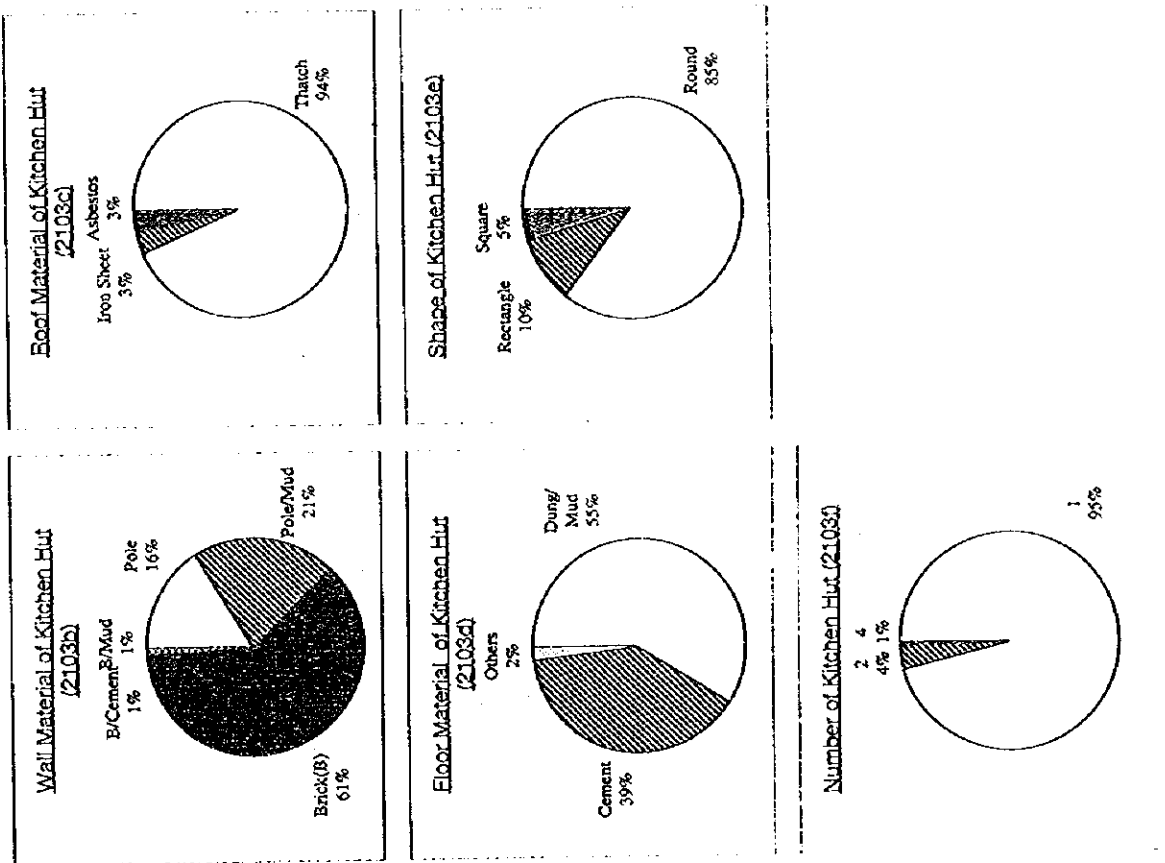 Wall Material of Kitchen Hut
(2103b)
B/Cement
1%
B/Mud
1%
Pole
16%
Pole/Mud
21%
Brick(B)
61%
Roof Material of Kitchen Hut
(2103c)
Iron Sheet
3%
Asbestos
3%
Thatch
94%
Floor Material of Kitchen Hut
(2103d)
Others
2%
Dung/
Mud
55%
Cement
39%
Shape of Kitchen Hut (2103e)
Square
5%
Rectangle
10%
Round
85%
Number of Kitchen Hut (2103f)
2
4%
4
1%
1
95%